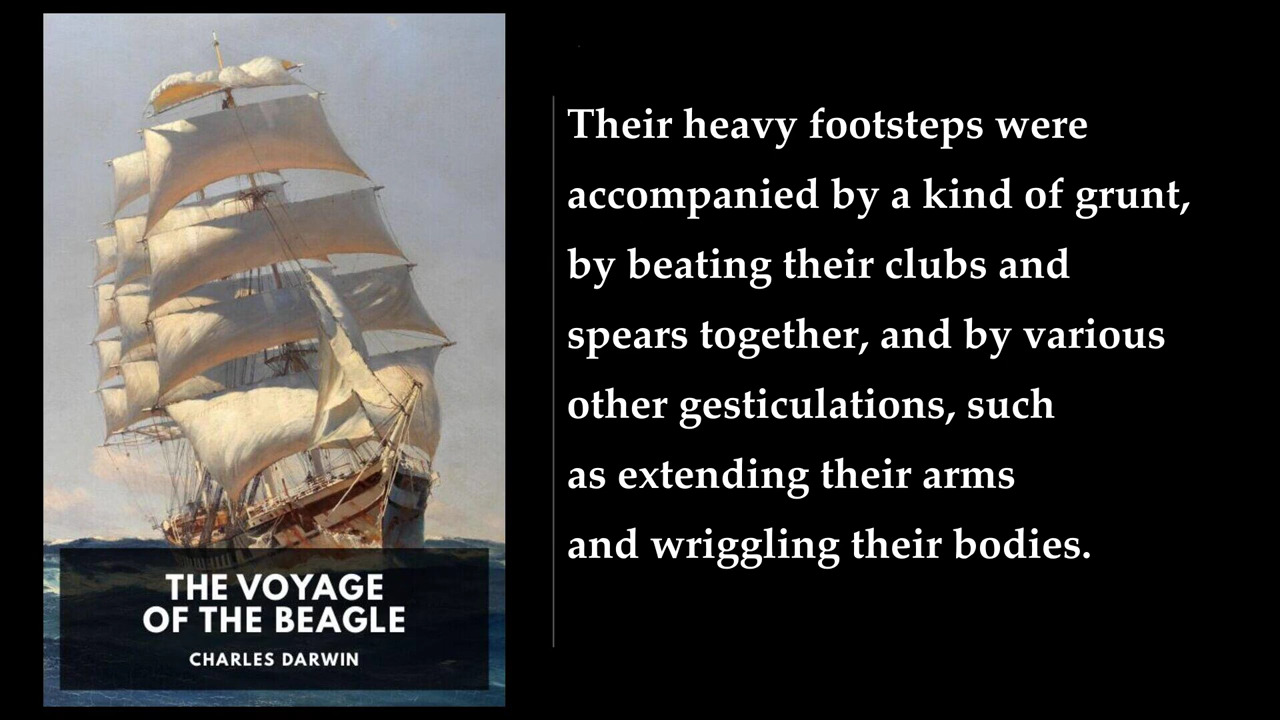 THE VOYAGE
OF THE BEAGLE
CHARLES DARWIN
Their heavy footsteps were
accompanied by a kind of grunt,
by beating their clubs and
spears together, and by various
other gesticulations, such
as extending their arms
and wriggling their bodies.